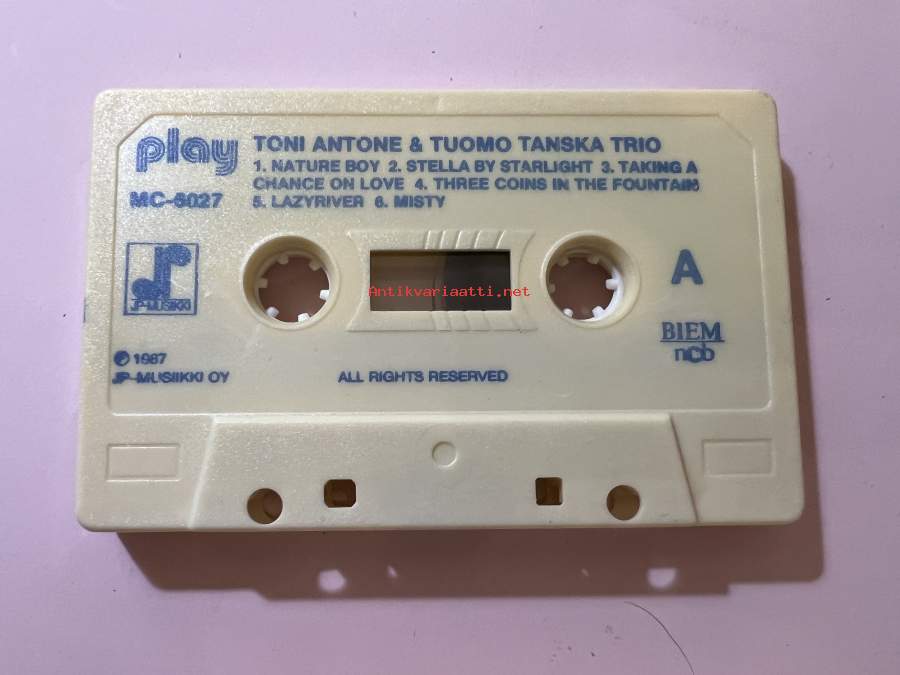 play
TONI ANTONE & TUOMO TANSKA TRIO
1. NATURE BOY 2. STELLA BY STARLIGHT 3. TAKING A
CHANCE ON LOVE 4. THREE COINS IN THE FOUNTAIN
MC-5027
5. LAZYRIVER 6. MISTY
A
Antikvariaatti.net
JP-MUSIIKKI
BIEM
ncb
℗ 1987
JP-MUSIIKKI OY
ALL RIGHTS RESERVED